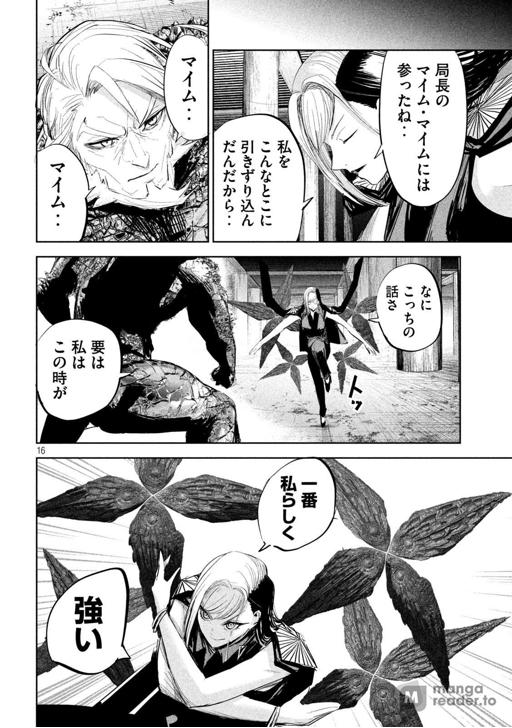 局長の
マイム・マイムには
参ったね‥
私を
こんなとこに
引きずり込ん
だんだから‥
マイム‥
マイム‥
なに
こっちの
話さ
トッ
要は
私は
この時が
16
一番
私らしく
強い
manga
reader.to